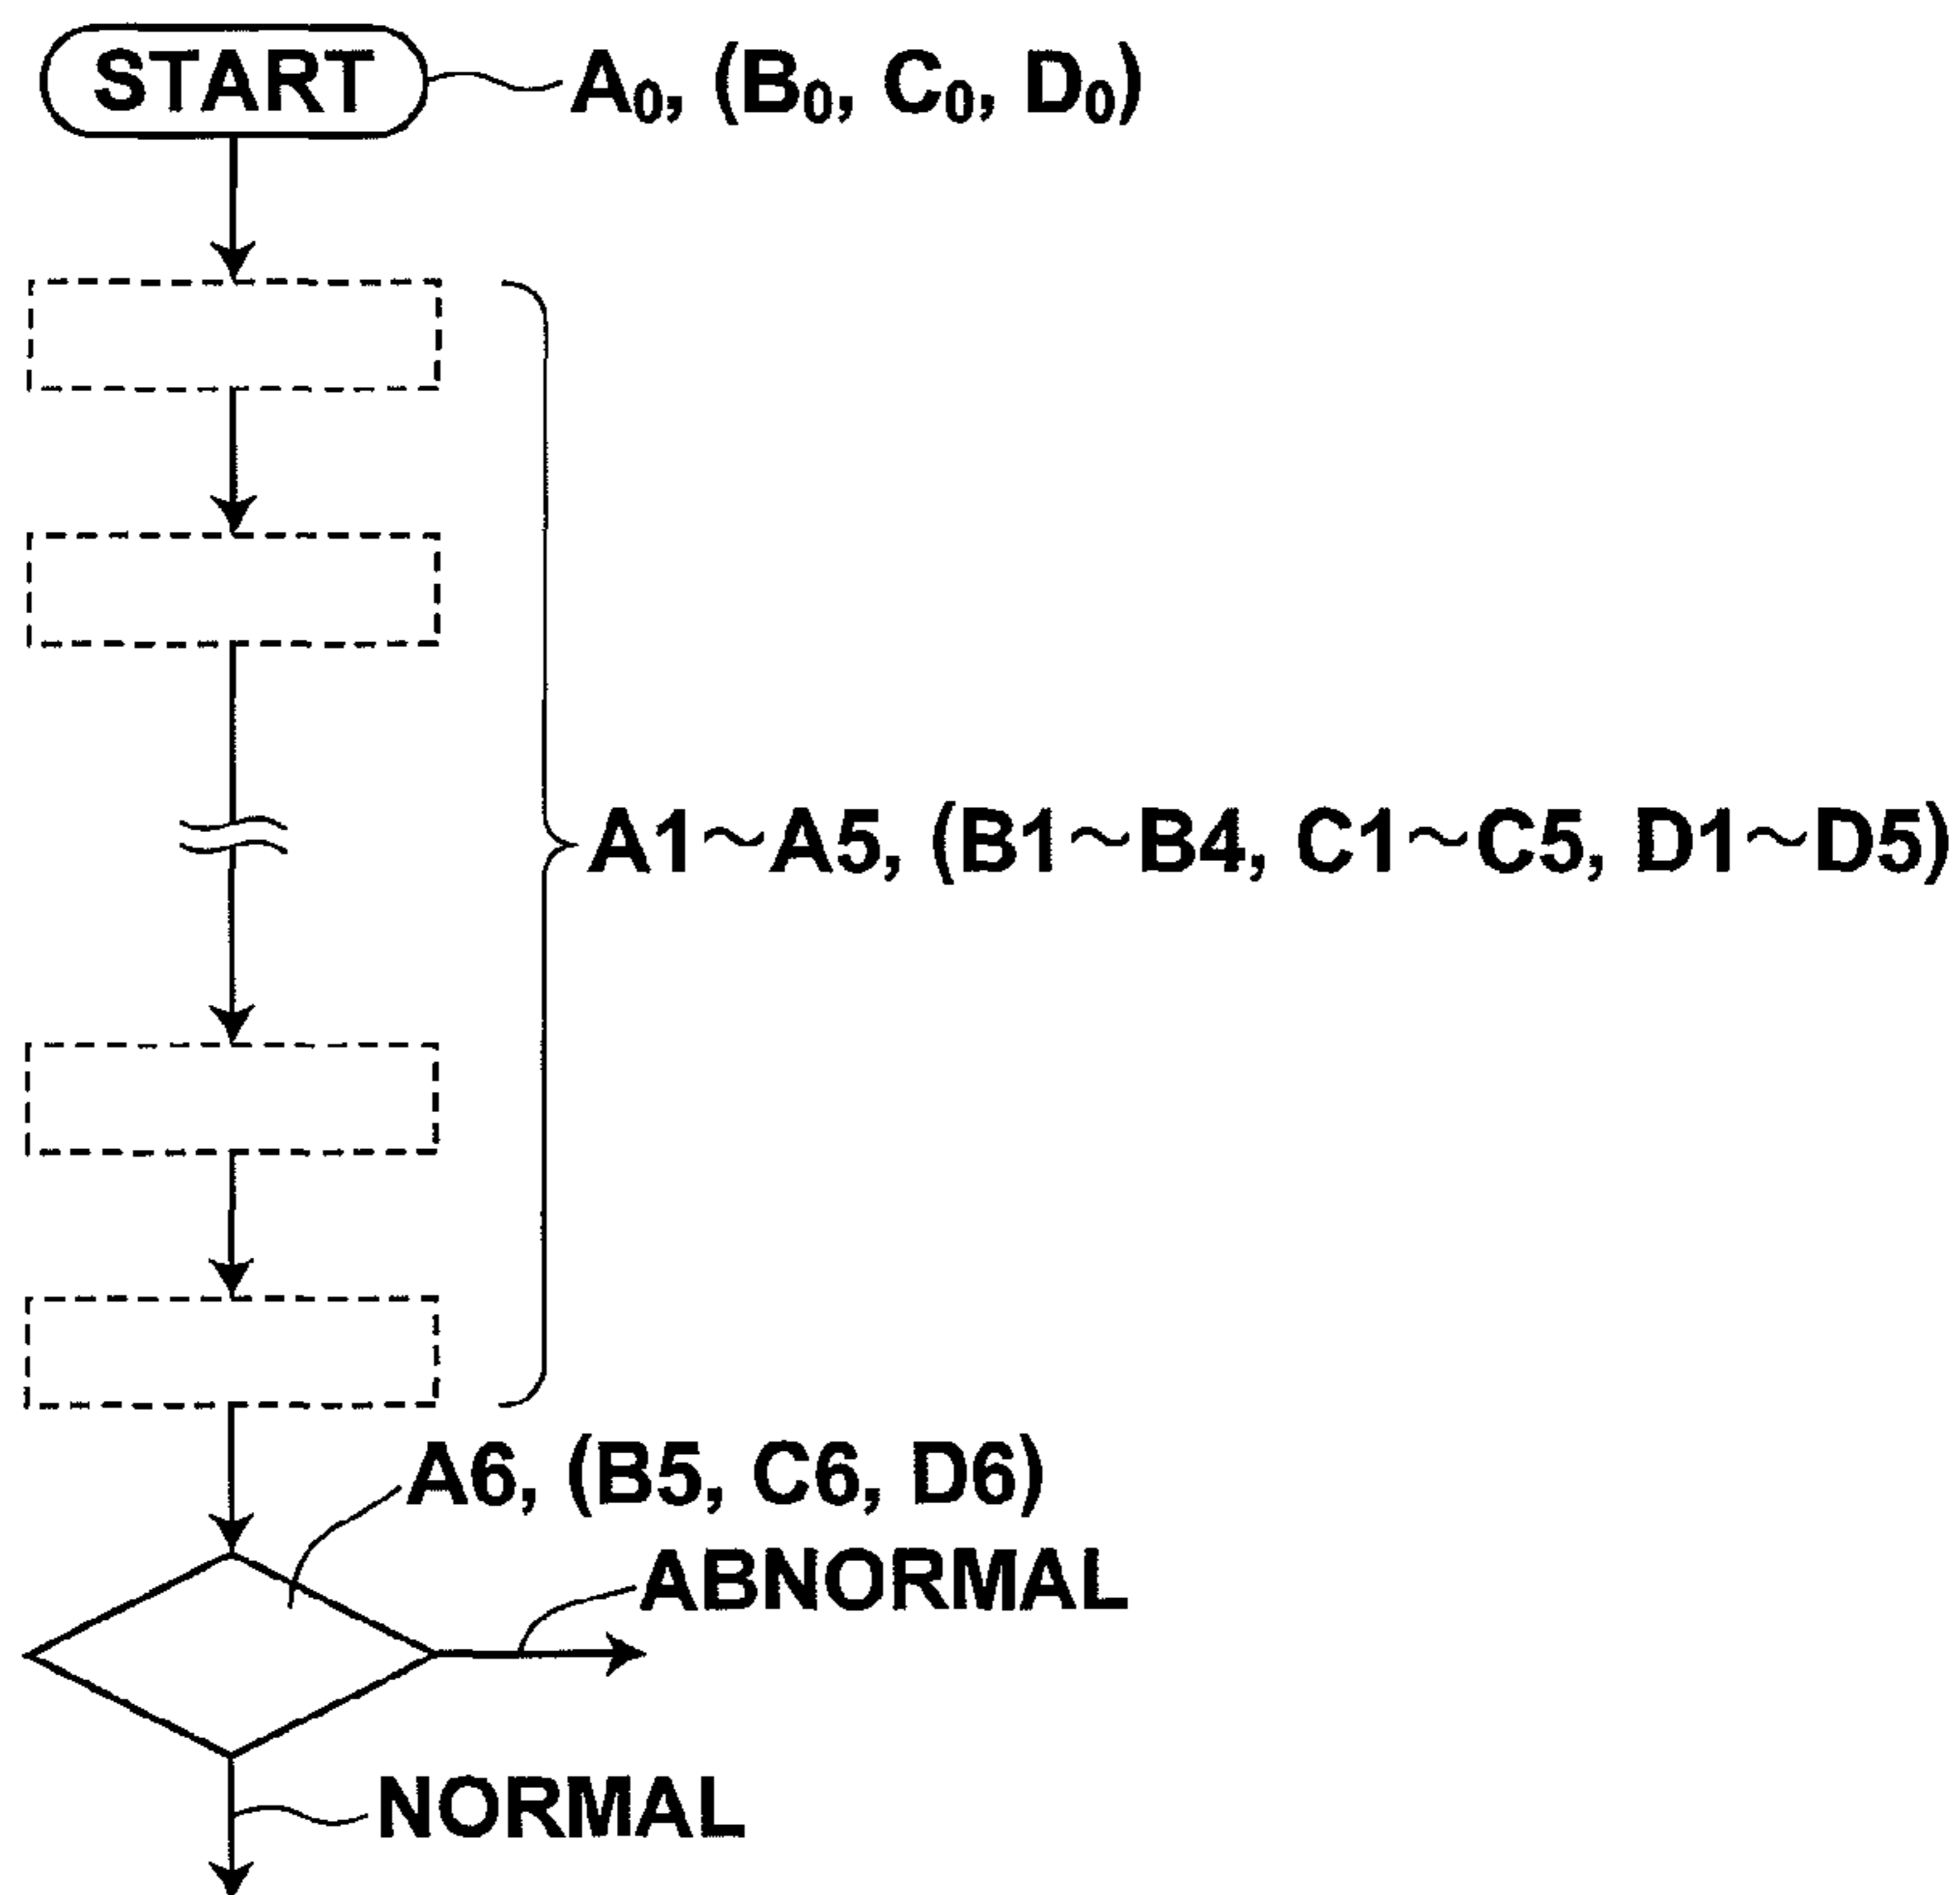 START A₀, (B₀, C₀, D₀)
A1~A5, (B1~B4, C1~C5, D1~D5)
A6, (B5, C6, D6)
ABNORMAL
NORMAL